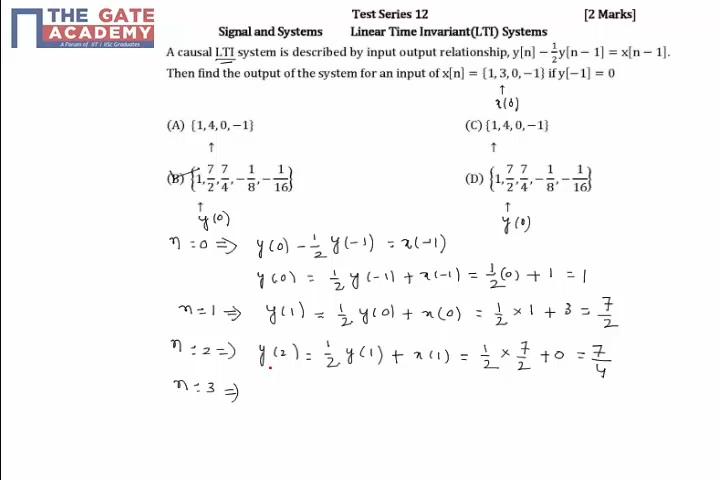 THE GATE ACADEMY
A Forum of IIT / IISc Graduates
Test Series 12 [2 Marks]
Signal and Systems Linear Time Invariant(LTI) Systems
A causal LTI system is described by input output relationship, y[n] − 1/2 y[n − 1] = x[n − 1].
Then find the output of the system for an input of x[n] = {1, 3, 0, −1} if y[−1] = 0
↑
x(0)
(A) {1, 4, 0, −1} (C) {1, 4, 0, −1}
↑ ↑
(B) {1, 7/2, 7/4, −1/8, −1/16} (D) {1, 7/2, 7/4, −1/8, −1/16}
↑ ↑
y(0) y(0)
n=0 ⇒ y(0) − 1/2 y(−1) = x(−1)
y(0) = 1/2 y(−1) + x(−1) = 1/2 (0) + 1 = 1
n=1 ⇒ y(1) = 1/2 y(0) + x(0) = 1/2 × 1 + 3 = 7/2
n=2 ⇒ y(2) = 1/2 y(1) + x(1) = 1/2 × 7/2 + 0 = 7/4
n=3 ⇒